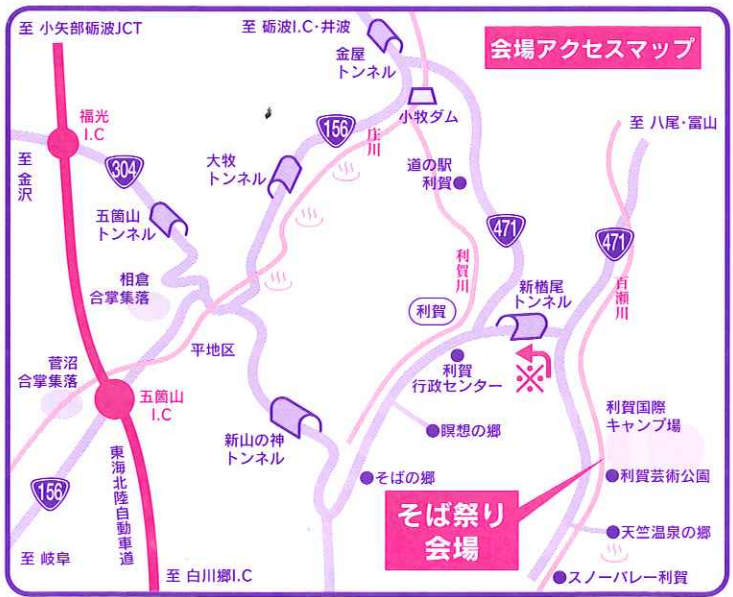 会場アクセスマップ
至 小矢部砺波JCT
至 砺波I.C・井波
金屋
トンネル
福光
I.C
小牧ダム
至 八尾・富山
至 金沢
304
156
庄川
大牧
トンネル
道の駅
利賀
五箇山
トンネル
471
471
相倉
合掌集落
利賀川
百瀬川
新楢尾
トンネル
利賀
平地区
菅沼
合掌集落
利賀
行政センター
※
五箇山
I.C
利賀国際
キャンプ場
新山の神
トンネル
瞑想の郷
156
東海北陸自動車道
そばの郷
利賀芸術公園
そば祭り
会場
天竺温泉の郷
至 岐阜
至 白川郷I.C
スノーバレー利賀